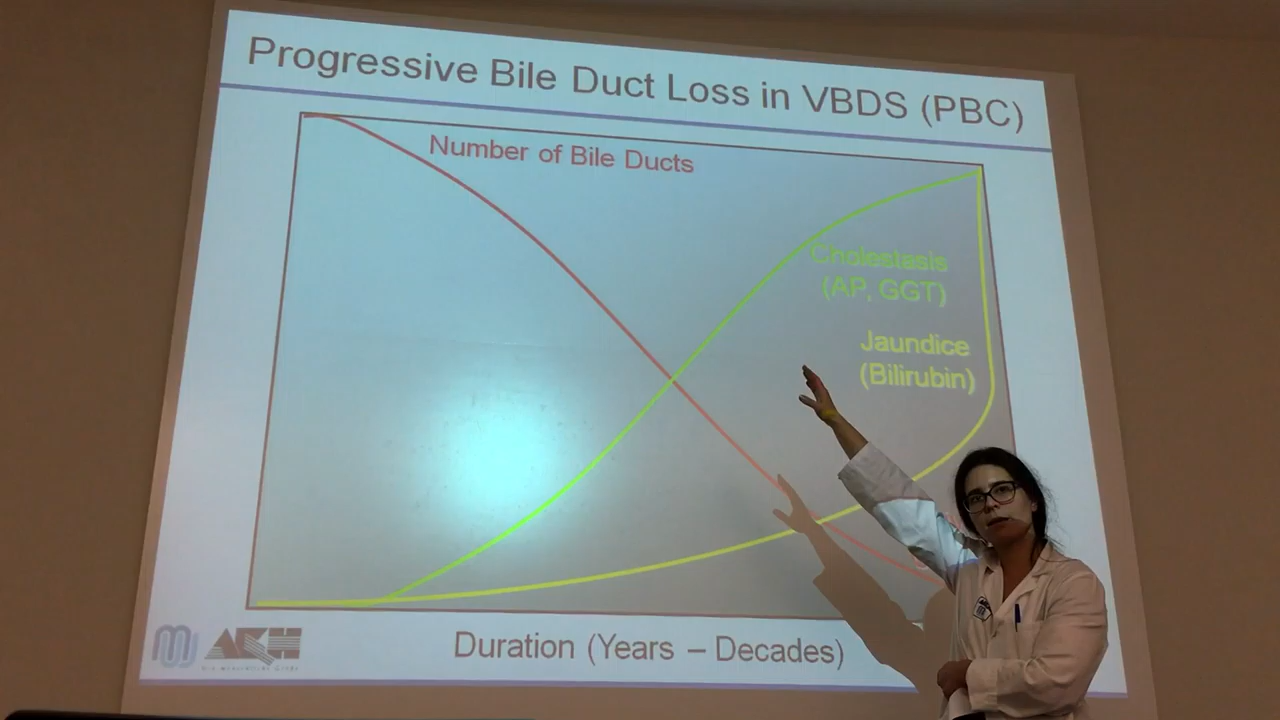 Progressive Bile Duct Loss in VBDS (PBC)
Number of Bile Ducts
Cholestasis
(AP, GGT)
Jaundice
(Bilirubin)
Duration (Years – Decades)
AKH